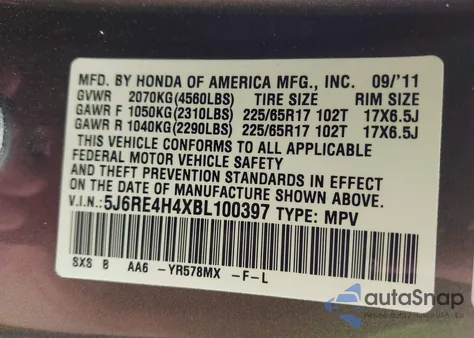 MFD. BY HONDA OF AMERICA MFG., INC. 09/'11
GVWR 2070KG(4560LBS) TIRE SIZE RIM SIZE
GAWR F 1050KG(2310LBS) 225/65R17 102T 17X6.5J
GAWR R 1040KG(2290LBS) 225/65R17 102T 17X6.5J
THIS VEHICLE CONFORMS TO ALL APPLICABLE
FEDERAL MOTOR VEHICLE SAFETY
AND THEFT PREVENTION STANDARDS IN EFFECT
ON THE DATE OF MANUFACTURE SHOWN ABOVE.
V.I.N.:5J6RE4H4XBL100397 TYPE: MPV
SXS B AA6 -YR578MX -F-L
autoSnap